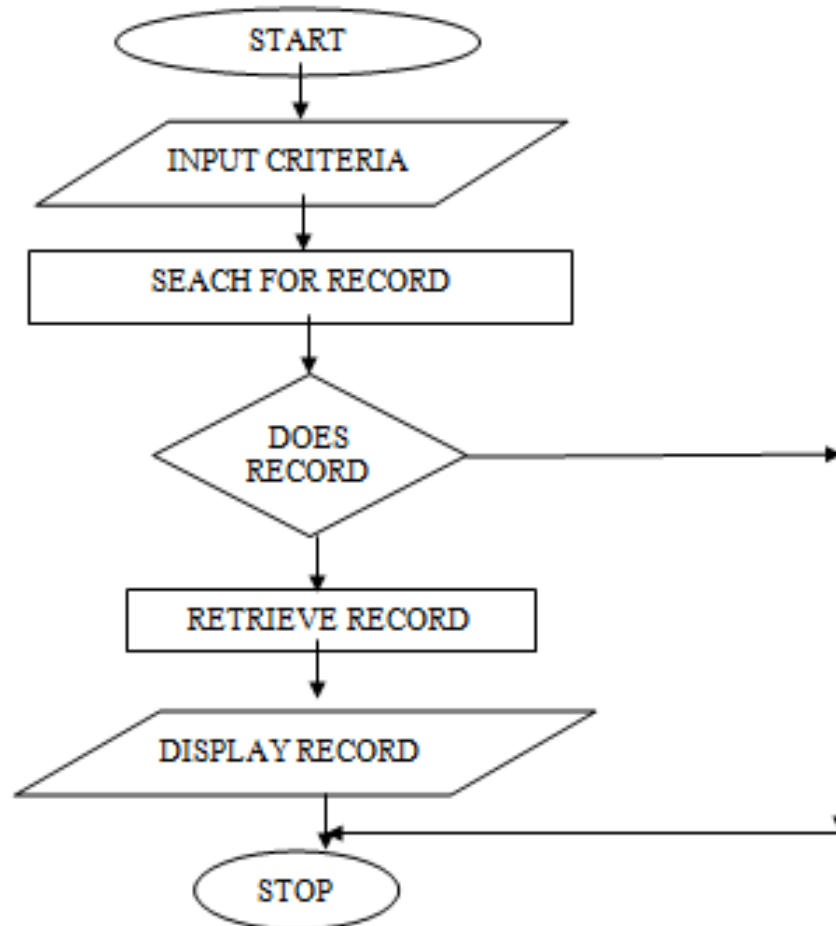 START
INPUT CRITERIA
SEACH FOR RECORD
DOES
RECORD
RETRIEVE RECORD
DISPLAY RECORD
STOP